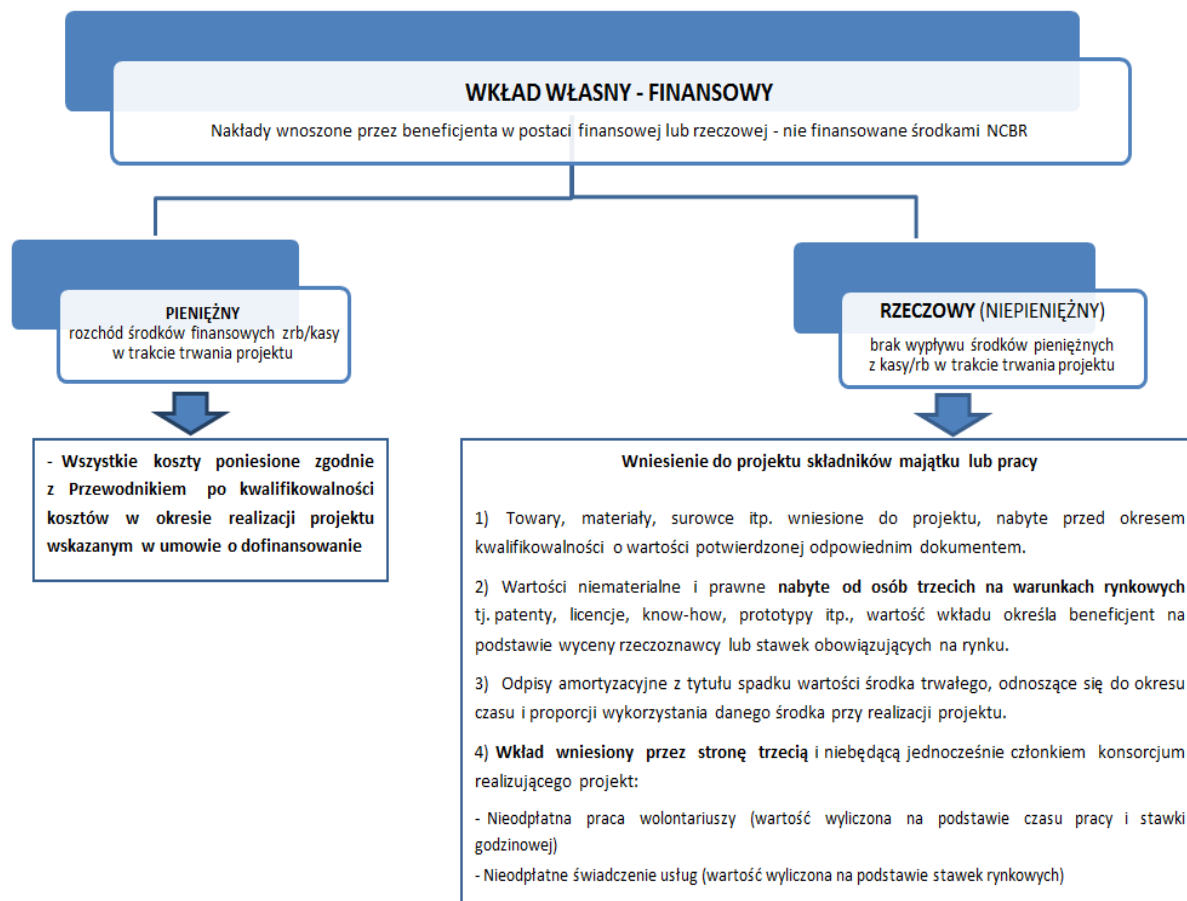 WKŁAD WŁASNY - FINANSOWY
Nakłady wnoszone przez beneficjenta w postaci finansowej lub rzeczowej - nie finansowane środkami NCBR
PIENIĘŻNY
rozchód środków finansowych zrb/kasy
w trakcie trwania projektu
- Wszystkie koszty poniesione zgodnie
z Przewodnikiem po kwalifikowalności
kosztów w okresie realizacji projektu
wskazanym w umowie o dofinansowanie
RZECZOWY (NIEPIENIĘŻNY)
brak wypływu środków pieniężnych
z kasy/rb w trakcie trwania projektu
Wniesienie do projektu składników majątku lub pracy
1) Towary, materiały, surowce itp. wniesione do projektu, nabyte przed okresem
kwalifikowalności o wartości potwierdzonej odpowiednim dokumentem.
2) Wartości niematerialne i prawne nabyte od osób trzecich na warunkach rynkowych
tj. patenty, licencje, know-how, prototypy itp., wartość wkładu określa beneficjent na
podstawie wyceny rzeczoznawcy lub stawek obowiązujących na rynku.
3) Odpisy amortyzacyjne z tytułu spadku wartości środka trwałego, odnoszące się do okresu
czasu i proporcji wykorzystania danego środka przy realizacji projektu.
4) Wkład wniesiony przez stronę trzecią i niebędącą jednocześnie członkiem konsorcjum
realizującego projekt:
- Nieodpłatna praca wolontariuszy (wartość wyliczona na podstawie czasu pracy i stawki
godzinowej)
- Nieodpłatne świadczenie usług (wartość wyliczona na podstawie stawek rynkowych)